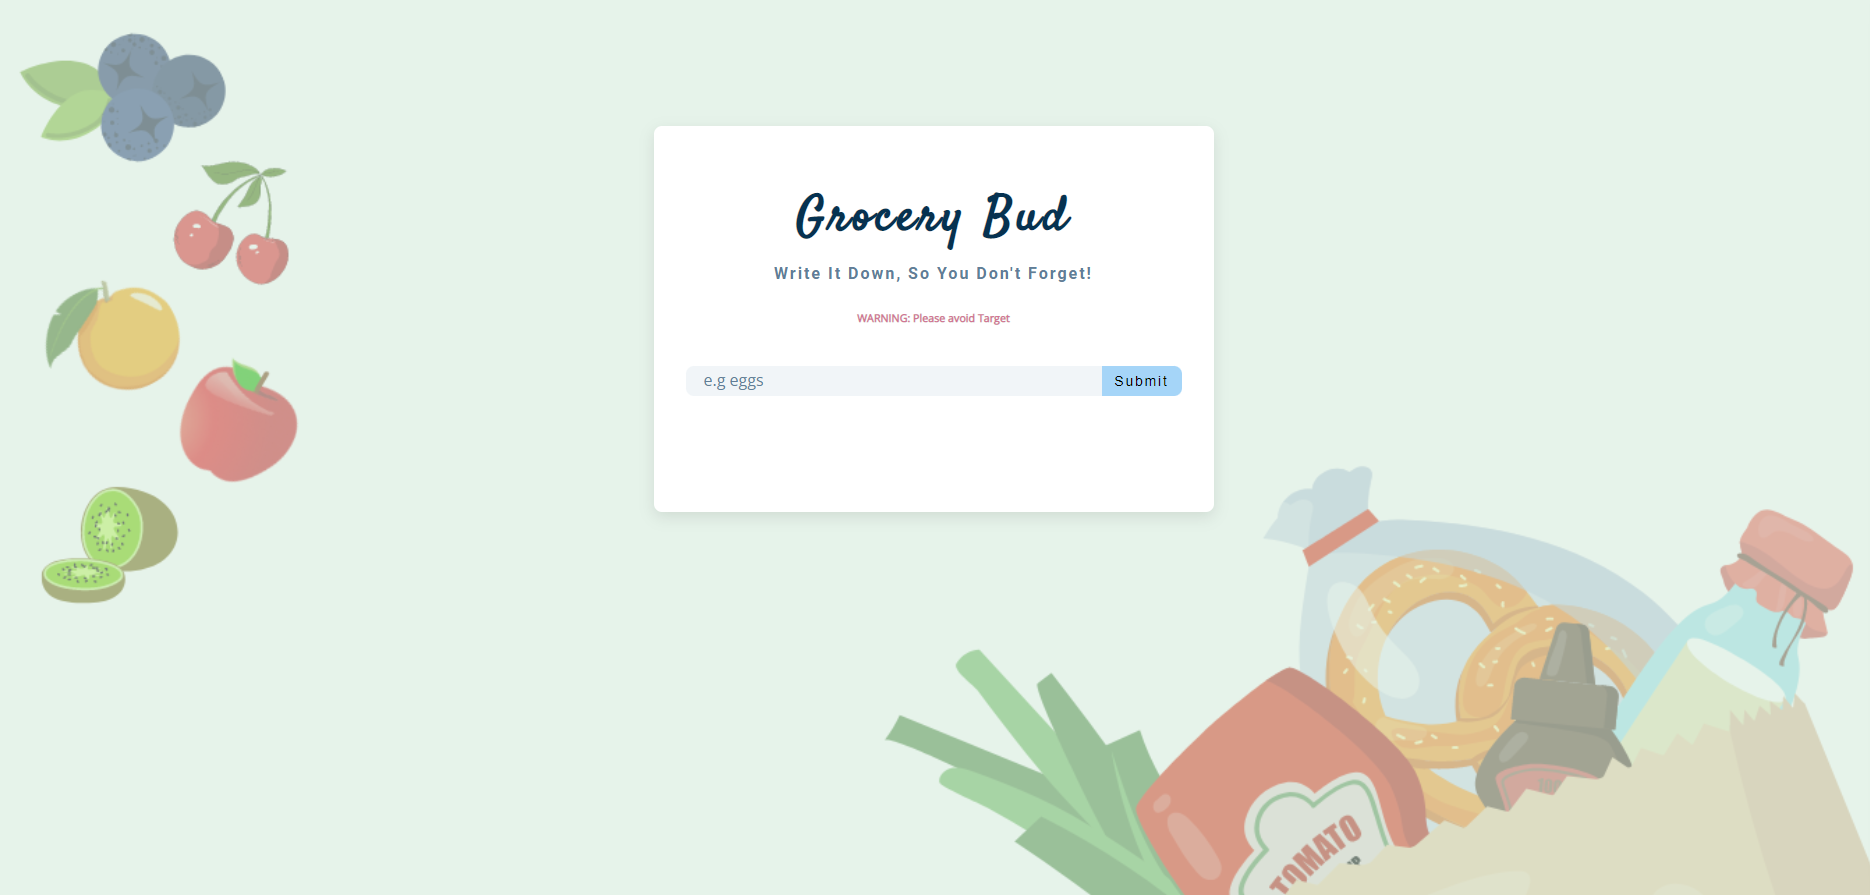 Grocery Bud
Write It Down, So You Don't Forget!
WARNING: Please avoid Target
e.g eggs
Submit
TOMATO